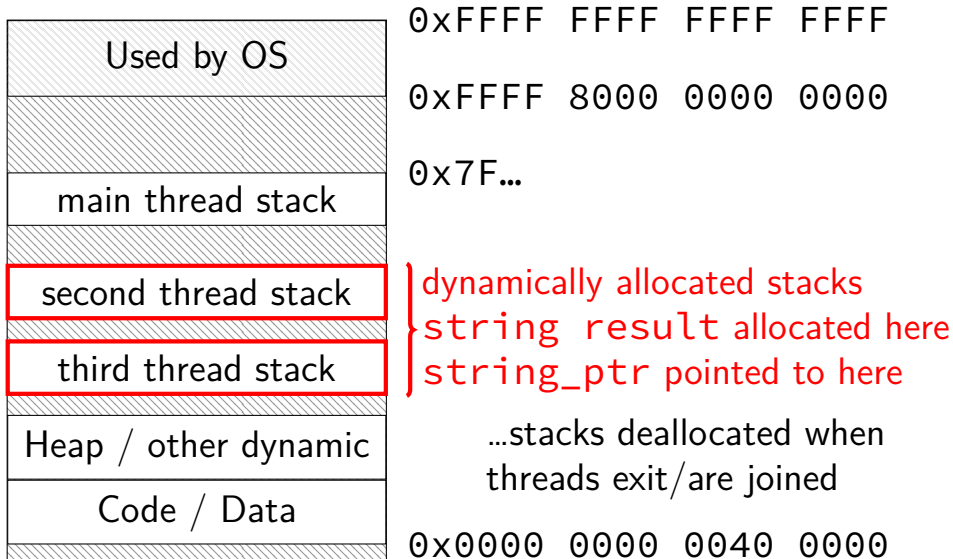 0xFFFF FFFF FFFF FFFF
Used by OS
0xFFFF 8000 0000 0000
0x7F…
main thread stack
second thread stack
third thread stack
dynamically allocated stacks
string result allocated here
string_ptr pointed to here
Heap / other dynamic
Code / Data
…stacks deallocated when
threads exit/are joined
0x0000 0000 0040 0000